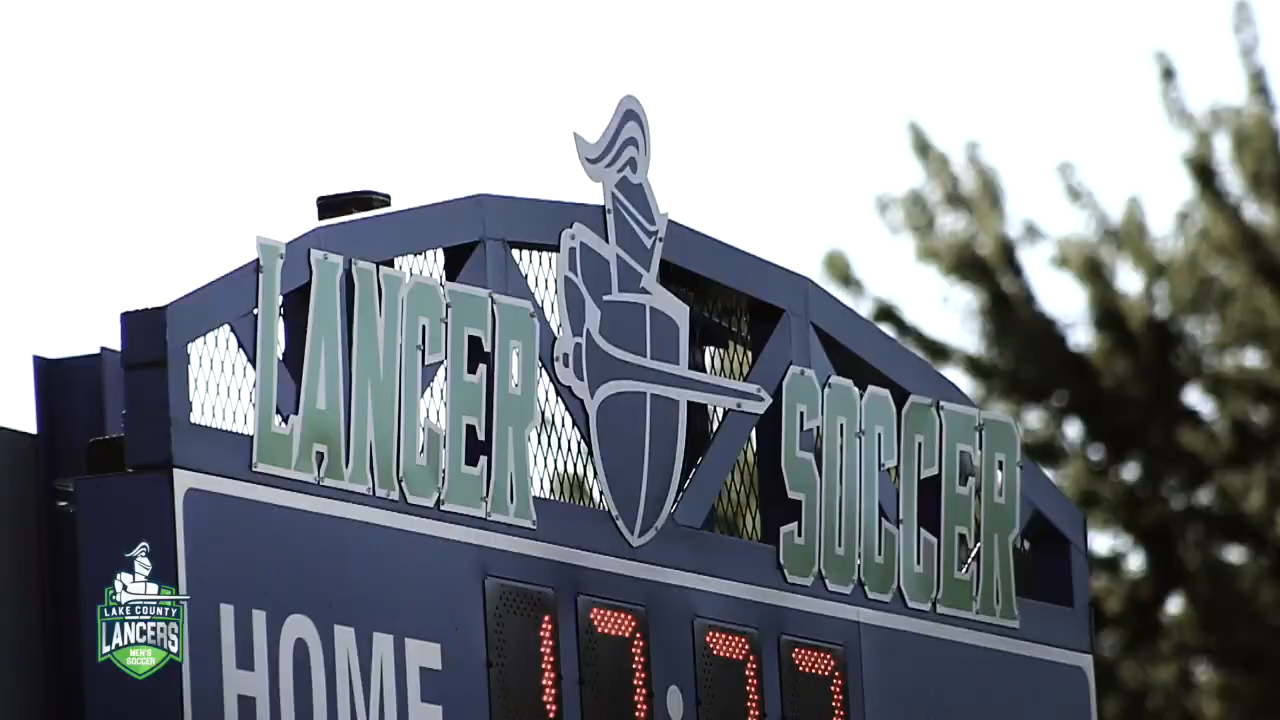 LANCER SOCCER
HOME
LAKE COUNTY
LANCERS
MEN'S
SOCCER